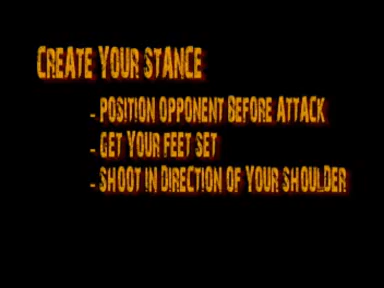 Create Your Stance
- Position Opponent Before Attack
- Get Your Feet Set
- Shoot in Direction of Your Shoulder